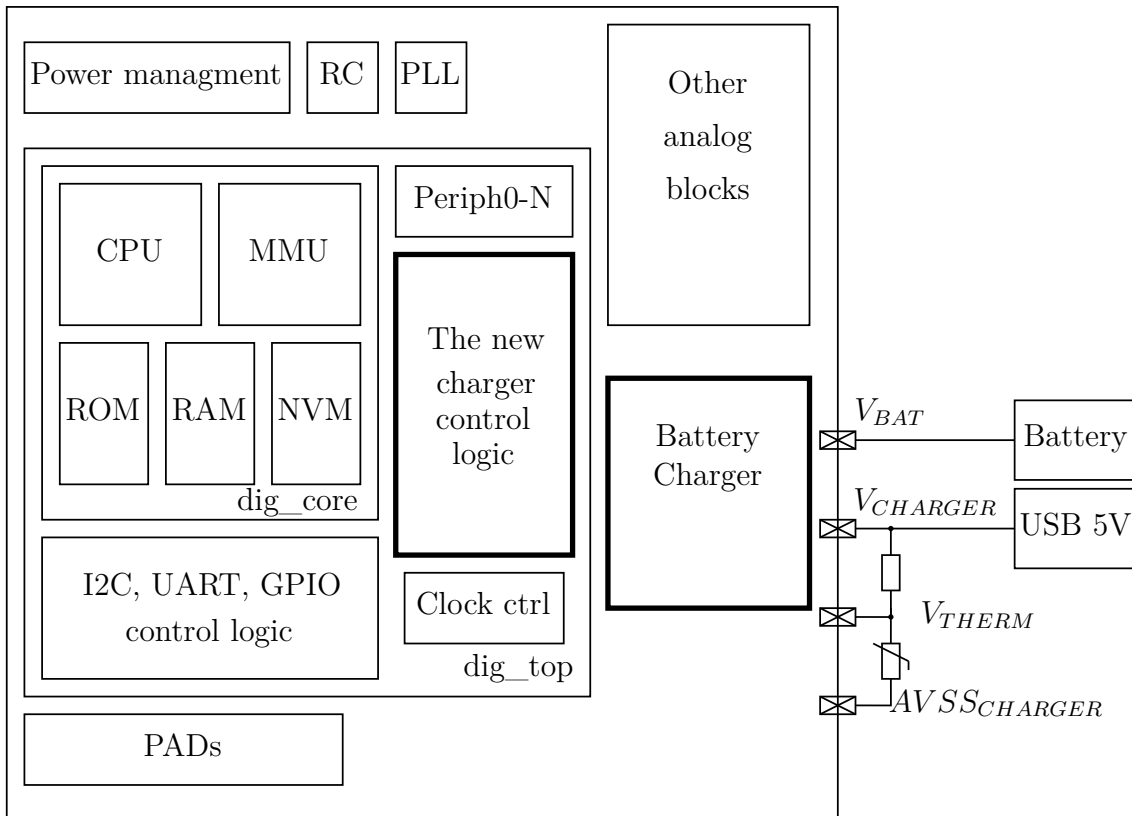 Power managment
RC
PLL
Other
analog
blocks
CPU
MMU
Periph0-N
ROM
RAM
NVM
dig_core
The new
charger
control
logic
Battery
Charger
I2C, UART, GPIO
control logic
Clock ctrl
dig_top
PADs
V_BAT
Battery
V_CHARGER
USB 5V
V_THERM
AVSS_CHARGER